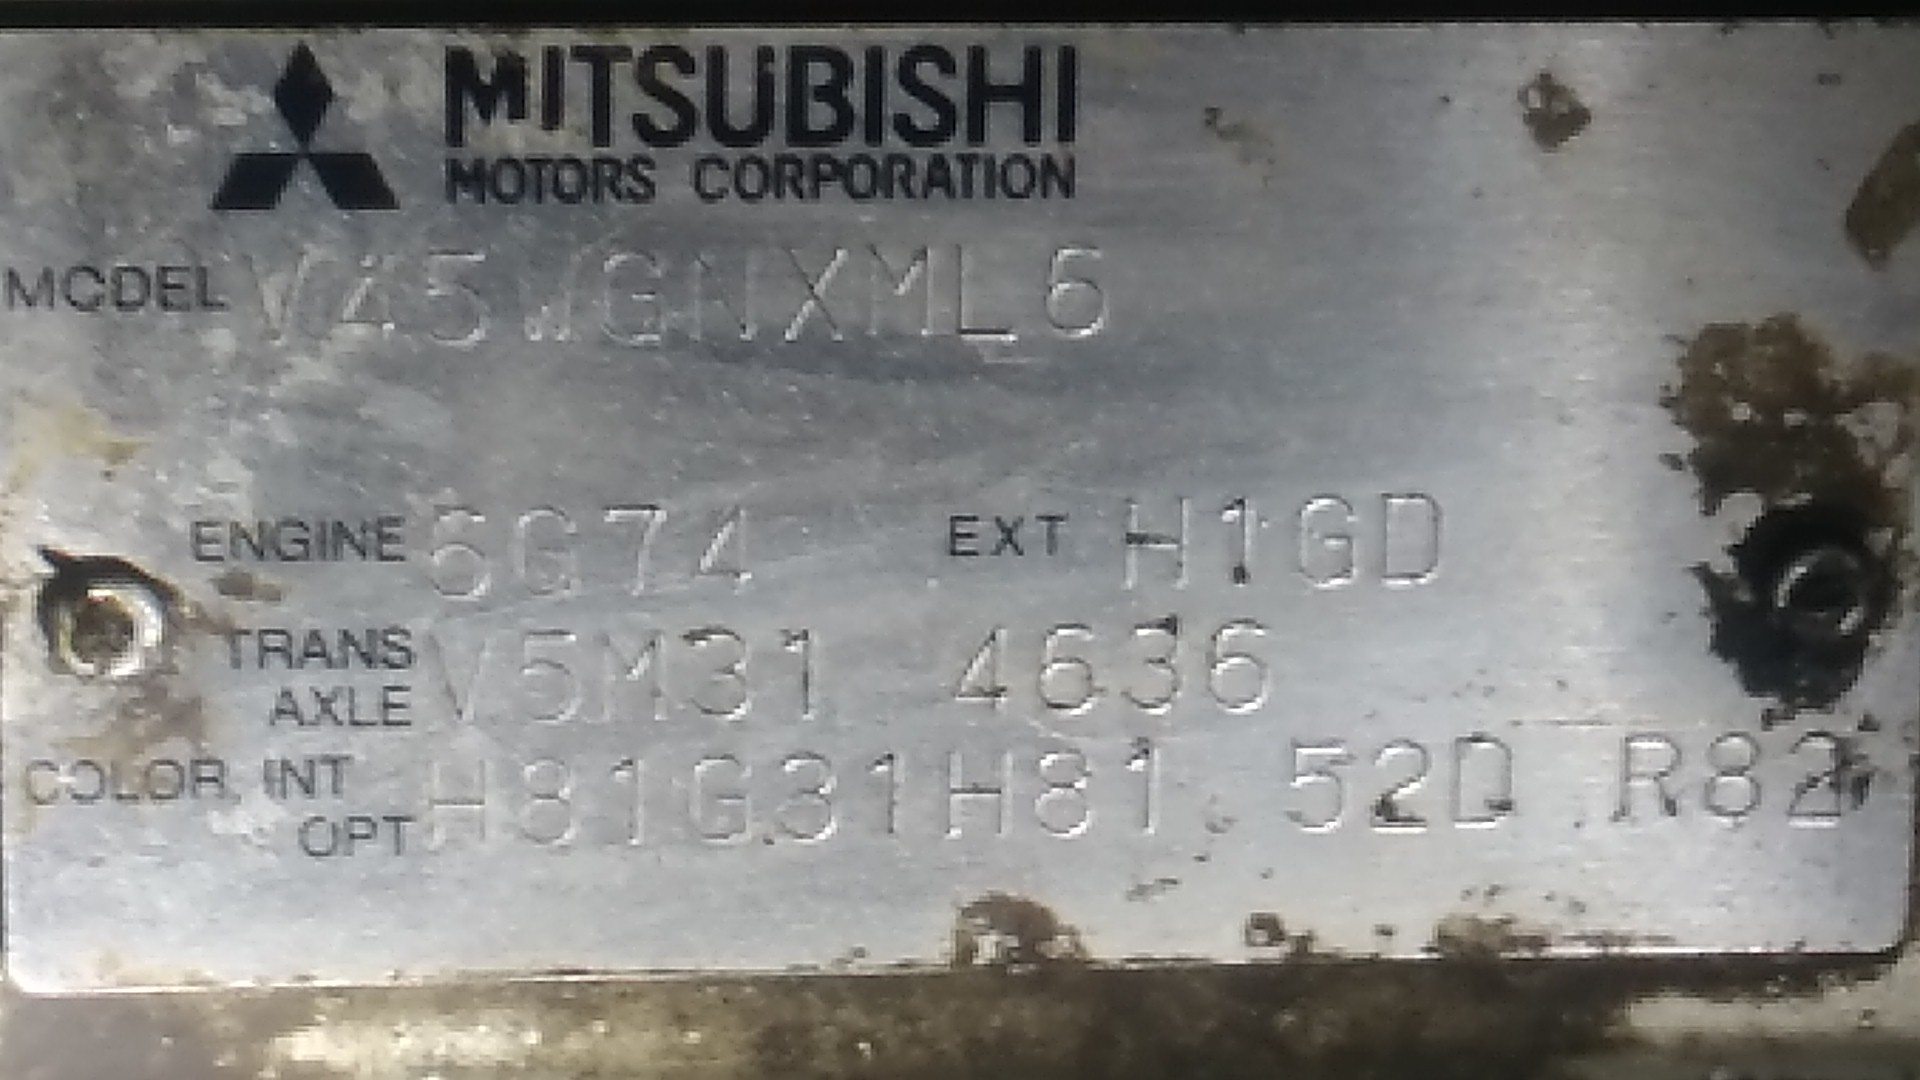 MITSUBISHI
MOTORS CORPORATION
MODEL V45WGNXML6
ENGINE 6G74 EXT H1GD
TRANS AXLE V5M31 4636
COLOR, INT OPT H81G31H81 52D R82